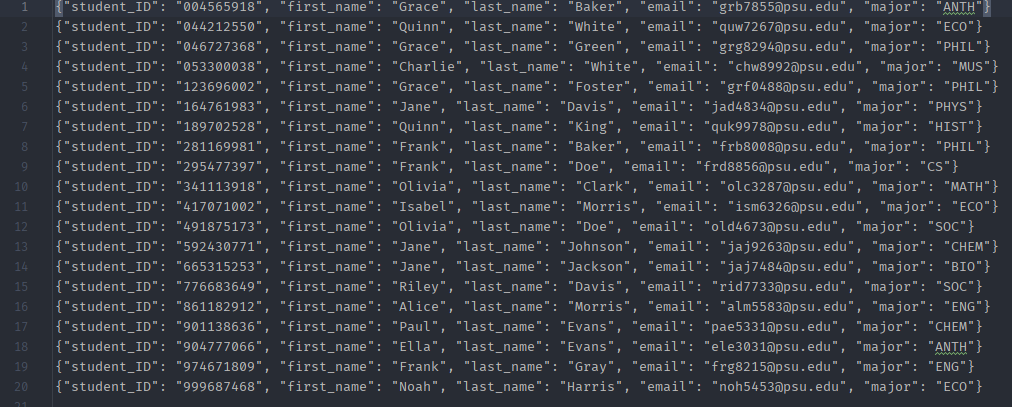 1 {"student_ID": "004565918", "first_name": "Grace", "last_name": "Baker", "email": "grb7855@psu.edu", "major": "ANTH"}
2 {"student_ID": "044212550", "first_name": "Quinn", "last_name": "White", "email": "quw7267@psu.edu", "major": "ECO"}
3 {"student_ID": "046727368", "first_name": "Grace", "last_name": "Green", "email": "grg8294@psu.edu", "major": "PHIL"}
4 {"student_ID": "053300038", "first_name": "Charlie", "last_name": "White", "email": "chw8992@psu.edu", "major": "MUS"}
5 {"student_ID": "123696002", "first_name": "Grace", "last_name": "Foster", "email": "grf0488@psu.edu", "major": "PHIL"}
6 {"student_ID": "164761983", "first_name": "Jane", "last_name": "Davis", "email": "jad4834@psu.edu", "major": "PHYS"}
7 {"student_ID": "189702528", "first_name": "Quinn", "last_name": "King", "email": "quk9978@psu.edu", "major": "HIST"}
8 {"student_ID": "281169981", "first_name": "Frank", "last_name": "Baker", "email": "frb8008@psu.edu", "major": "PHIL"}
9 {"student_ID": "295477397", "first_name": "Frank", "last_name": "Doe", "email": "frd8856@psu.edu", "major": "CS"}
10 {"student_ID": "341113918", "first_name": "Olivia", "last_name": "Clark", "email": "olc3287@psu.edu", "major": "MATH"}
11 {"student_ID": "417071002", "first_name": "Isabel", "last_name": "Morris", "email": "ism6326@psu.edu", "major": "ECO"}
12 {"student_ID": "491875173", "first_name": "Olivia", "last_name": "Doe", "email": "old4673@psu.edu", "major": "SOC"}
13 {"student_ID": "592430771", "first_name": "Jane", "last_name": "Johnson", "email": "jaj9263@psu.edu", "major": "CHEM"}
14 {"student_ID": "665315253", "first_name": "Jane", "last_name": "Jackson", "email": "jaj7484@psu.edu", "major": "BIO"}
15 {"student_ID": "776683649", "first_name": "Riley", "last_name": "Davis", "email": "rid7733@psu.edu", "major": "SOC"}
16 {"student_ID": "861182912", "first_name": "Alice", "last_name": "Morris", "email": "alm5583@psu.edu", "major": "ENG"}
17 {"student_ID": "901138636", "first_name": "Paul", "last_name": "Evans", "email": "pae5331@psu.edu", "major": "CHEM"}
18 {"student_ID": "904777066", "first_name": "Ella", "last_name": "Evans", "email": "ele3031@psu.edu", "major": "ANTH"}
19 {"student_ID": "974671809", "first_name": "Frank", "last_name": "Gray", "email": "frg8215@psu.edu", "major": "ENG"}
20 {"student_ID": "999687468", "first_name": "Noah", "last_name": "Harris", "email": "noh5453@psu.edu", "major": "ECO"}